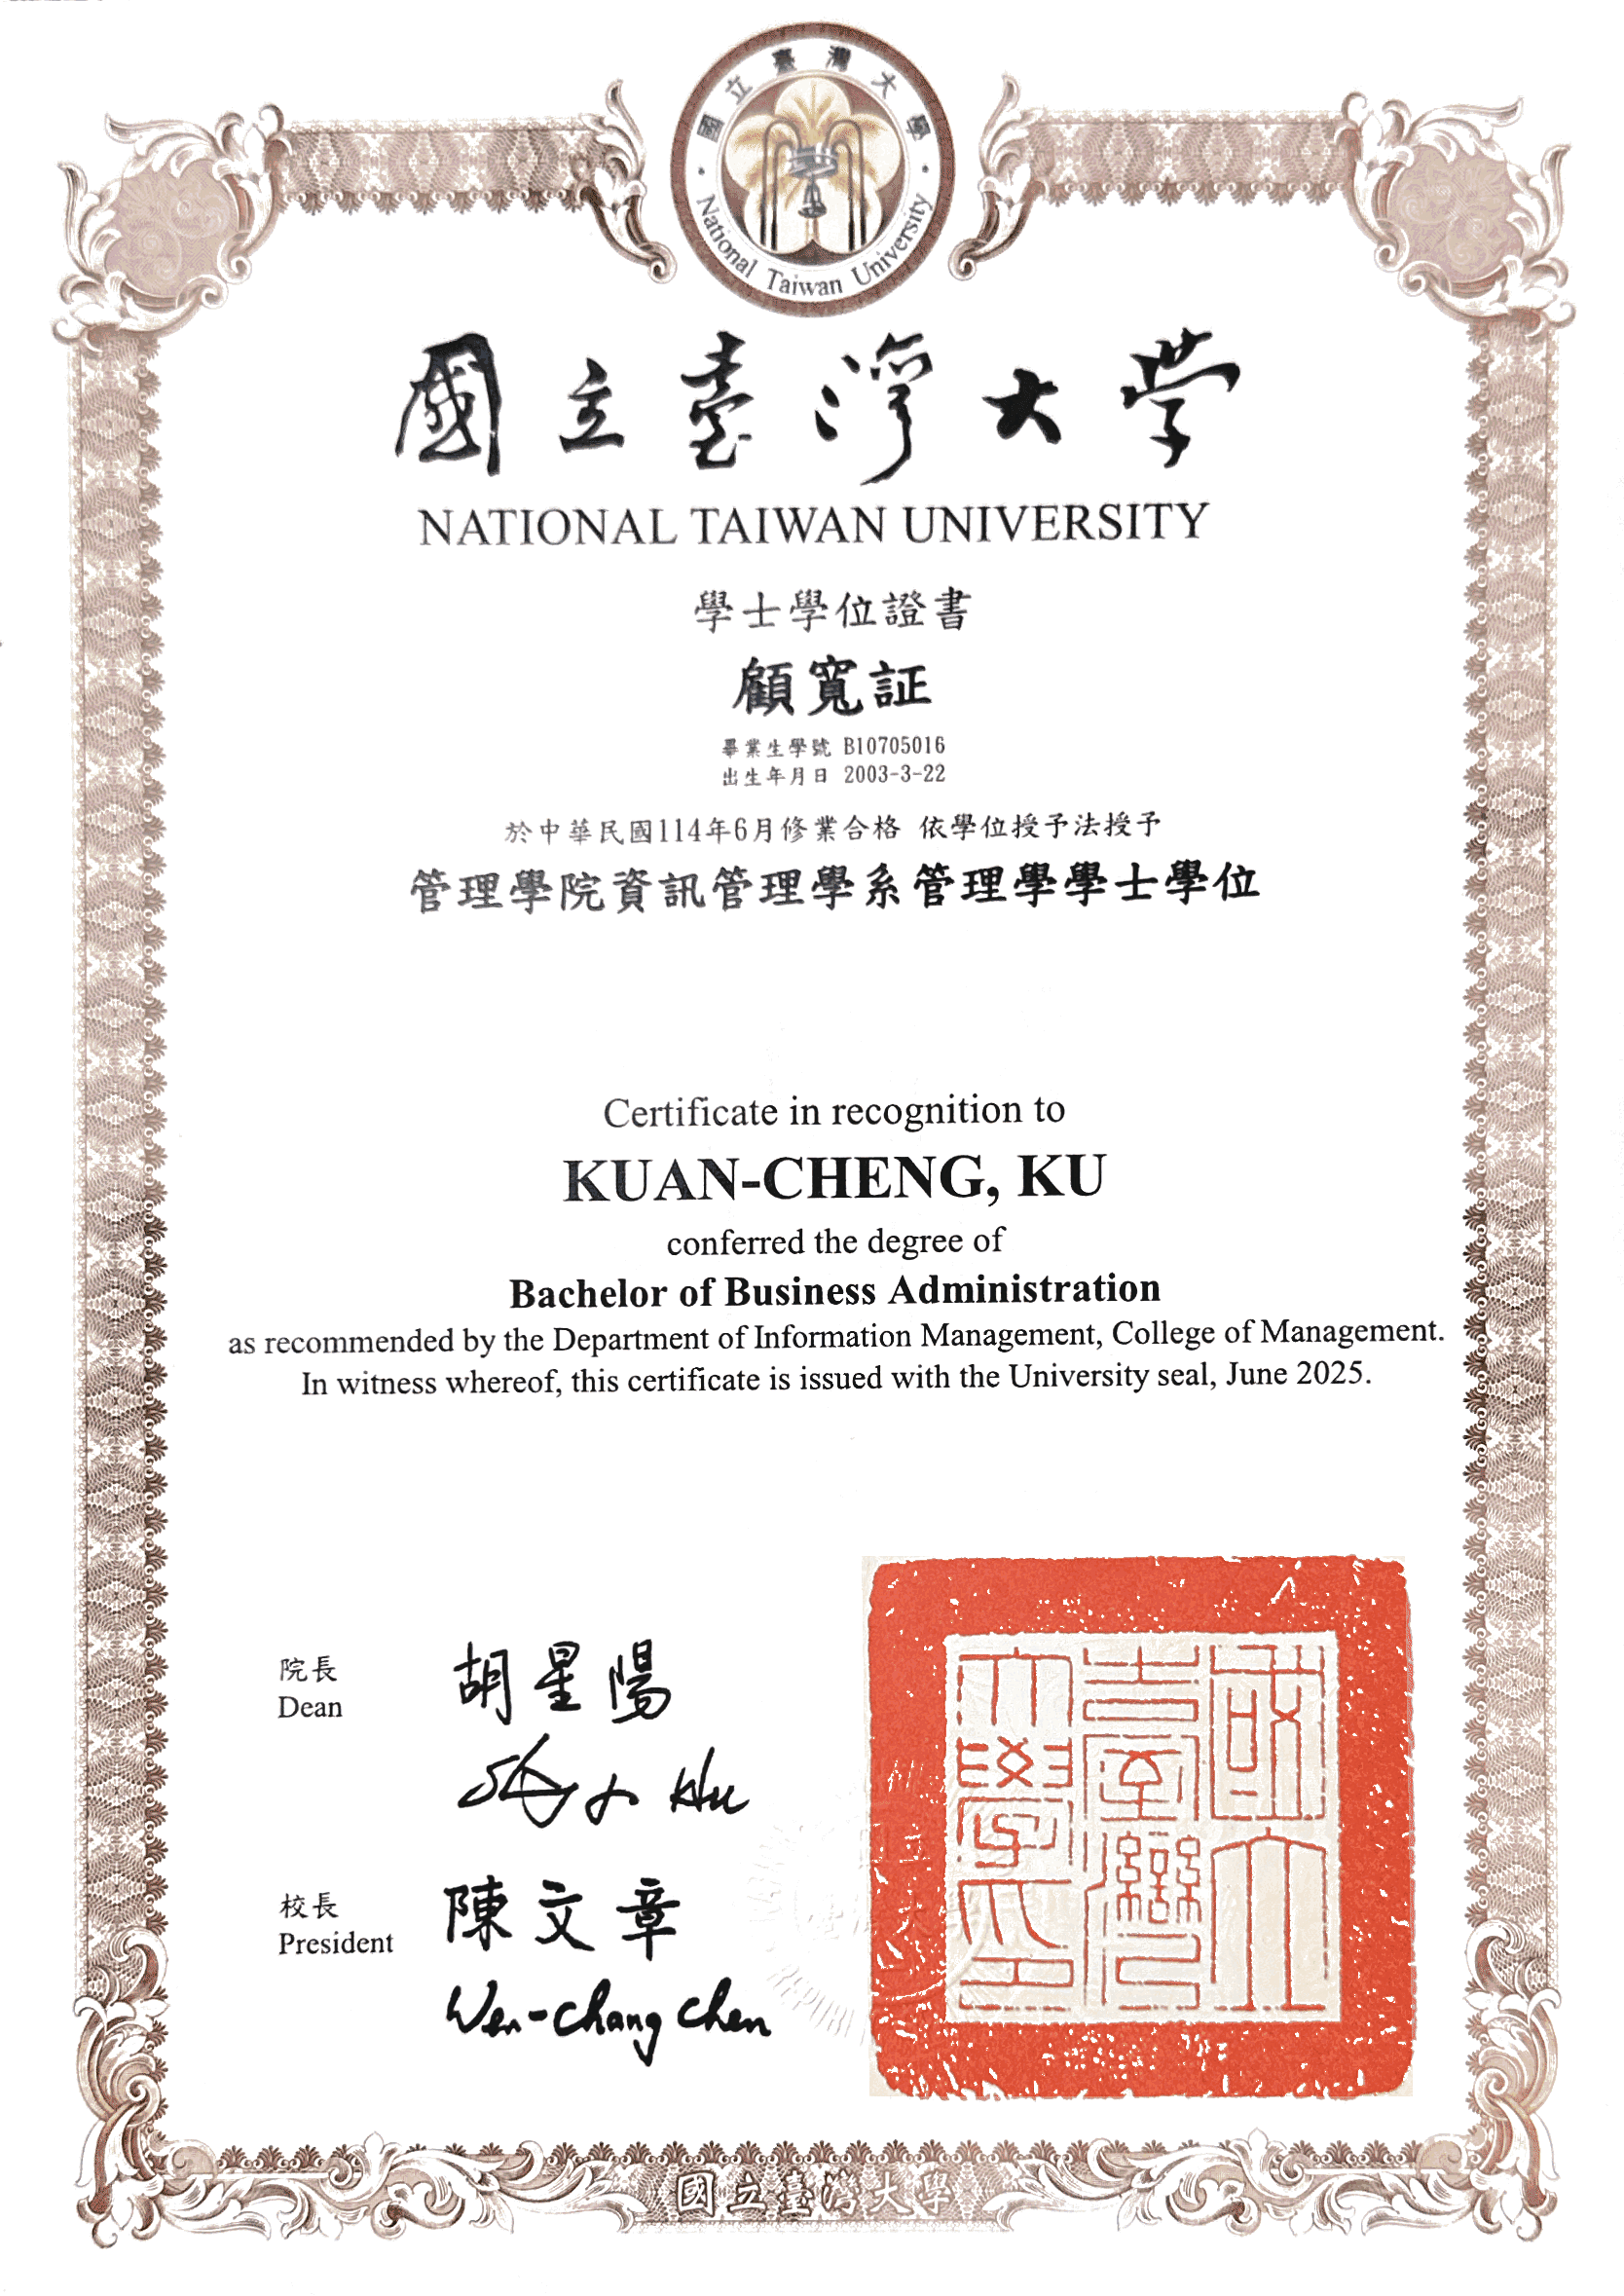 國立臺灣大學
National Taiwan University
國立臺灣大學
NATIONAL TAIWAN UNIVERSITY
學士學位證書
顧寬証
畢業生學號 B10705016
出生年月日 2003-3-22
於中華民國114年6月修業合格 依學位授予法授予
管理學院資訊管理學系管理學學士學位
Certificate in recognition to
KUAN-CHENG, KU
conferred the degree of
Bachelor of Business Administration
as recommended by the Department of Information Management, College of Management.
In witness whereof, this certificate is issued with the University seal, June 2025.
院長 胡星陽
Dean
Hu
校長 陳文章
President
Wen-chang Chen
國立臺灣大學印
國立臺灣大學